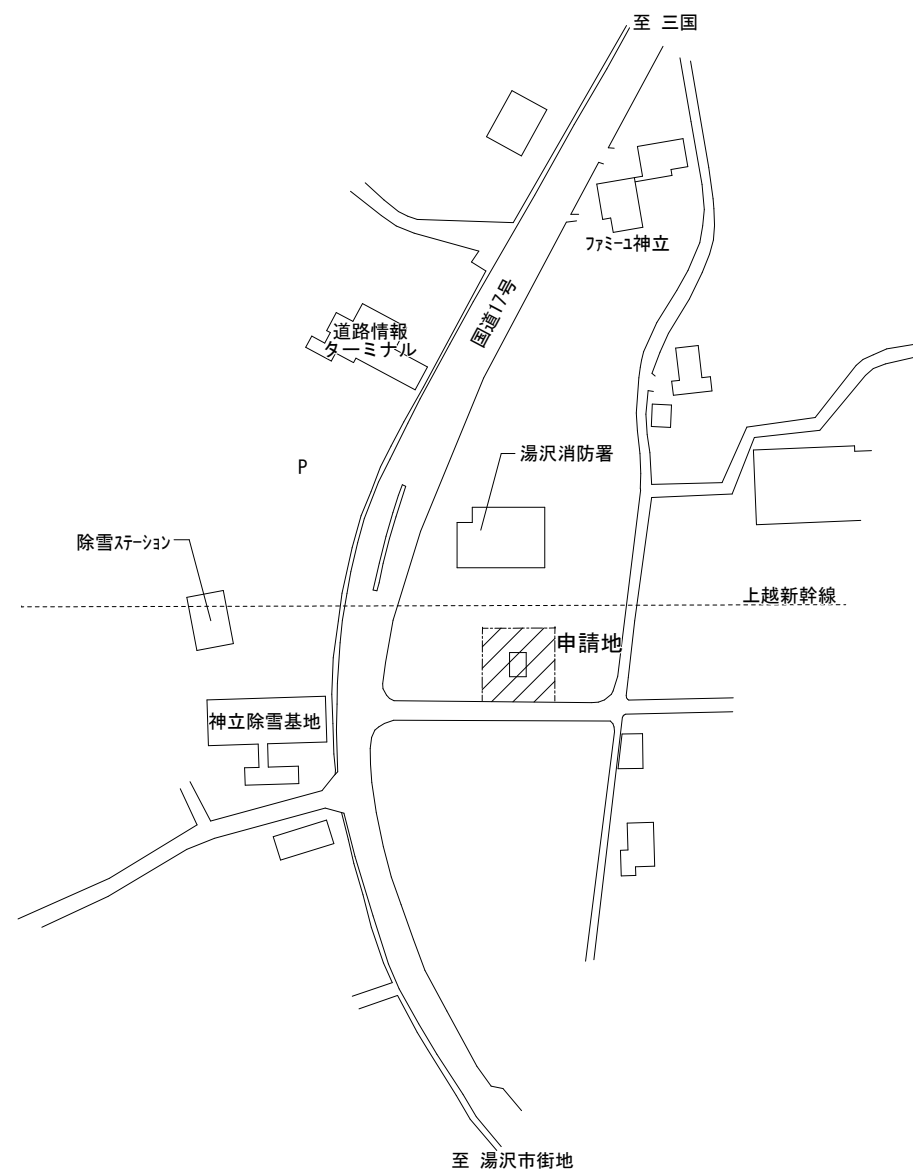 至 三国
ファミーユ神立
国道17号
道路情報
ターミナル
湯沢消防署
P
除雪ステーション
上越新幹線
申請地
神立除雪基地
至 湯沢市街地